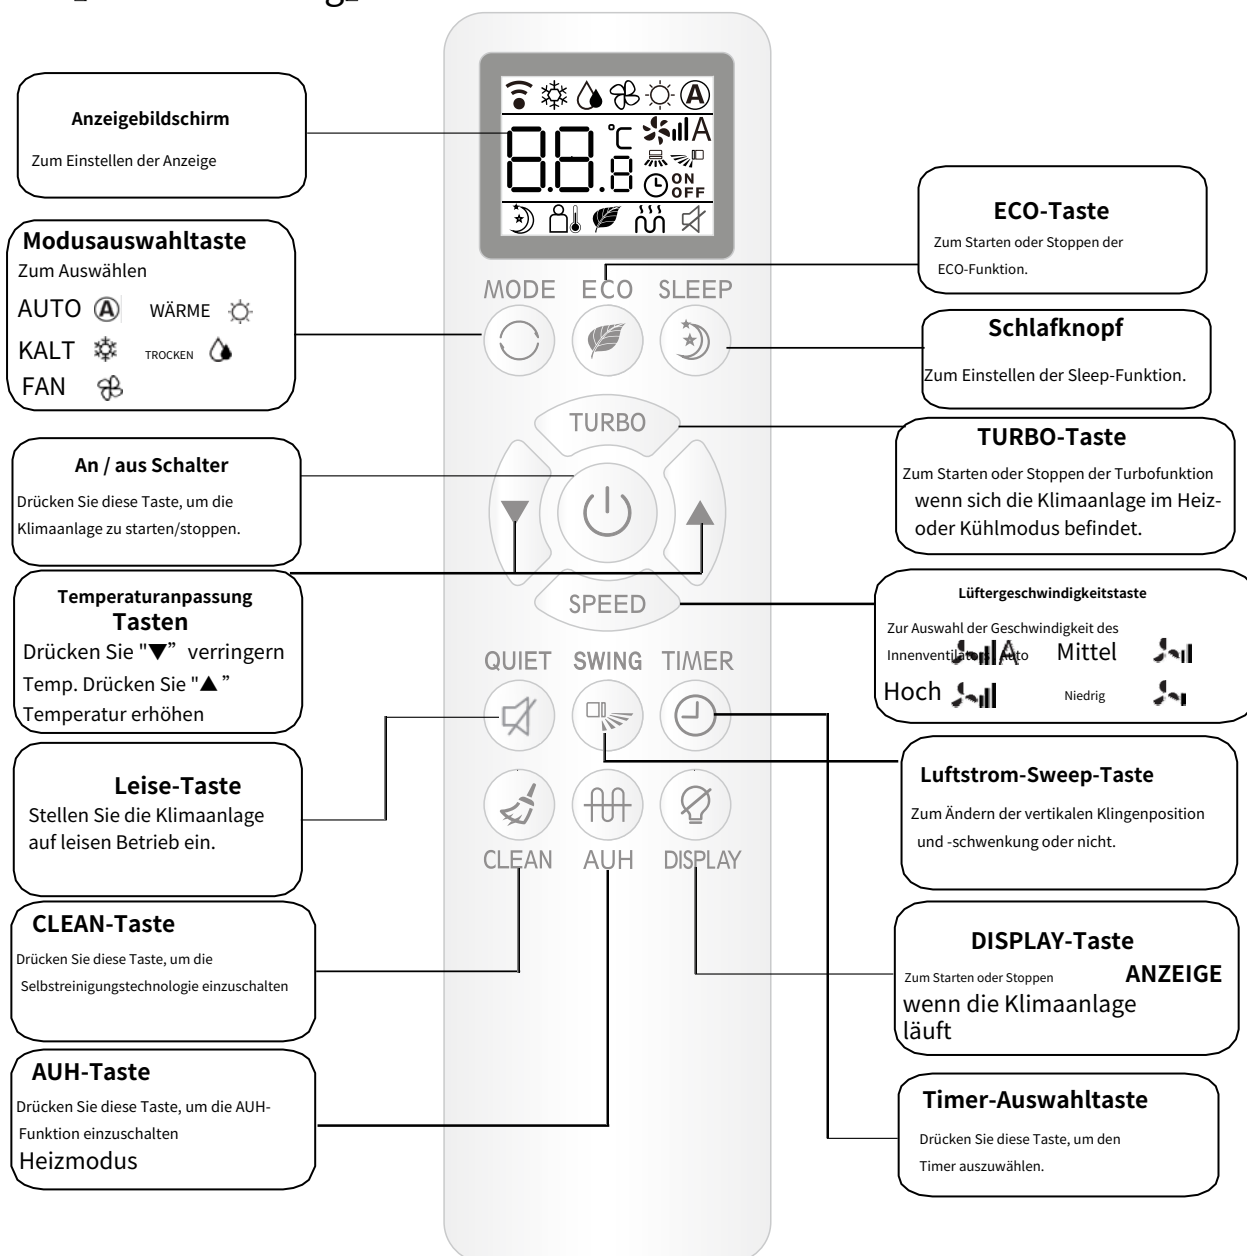 Anzeigebildschirm
Zum Einstellen der Anzeige
Modusauswahltaste
Zum Auswählen
AUTO A WÄRME
KALT TROCKEN
FAN
An / aus Schalter
Drücken Sie diese Taste, um die
Klimaanlage zu starten/stoppen.
Temperaturanpassung
Tasten
Drücken Sie "▼” verringern
Temp. Drücken Sie "▲”
Temperatur erhöhen
Leise-Taste
Stellen Sie die Klimaanlage
auf leisen Betrieb ein.
CLEAN-Taste
Drücken Sie diese Taste, um die
Selbstreinigungstechnologie einzuschalten
AUH-Taste
Drücken Sie diese Taste, um die AUH-
Funktion einzuschalten
Heizmodus
A
88.8 °C A
ON
OFF
MODE ECO SLEEP
TURBO
SPEED
QUIET SWING TIMER
CLEAN AUH DISPLAY
ECO-Taste
Zum Starten oder Stoppen der
ECO-Funktion.
Schlafknopf
Zum Einstellen der Sleep-Funktion.
TURBO-Taste
Zum Starten oder Stoppen der Turbofunktion
wenn sich die Klimaanlage im Heiz-
oder Kühlmodus befindet.
Lüftergeschwindigkeitstaste
Zur Auswahl der Geschwindigkeit des
Innenventilators Auto A Mittel
Hoch Niedrig
Luftstrom-Sweep-Taste
Zum Ändern der vertikalen Klingenposition
und -schwenkung oder nicht.
DISPLAY-Taste
Zum Starten oder Stoppen ANZEIGE
wenn die Klimaanlage
läuft
Timer-Auswahltaste
Drücken Sie diese Taste, um den
Timer auszuwählen.